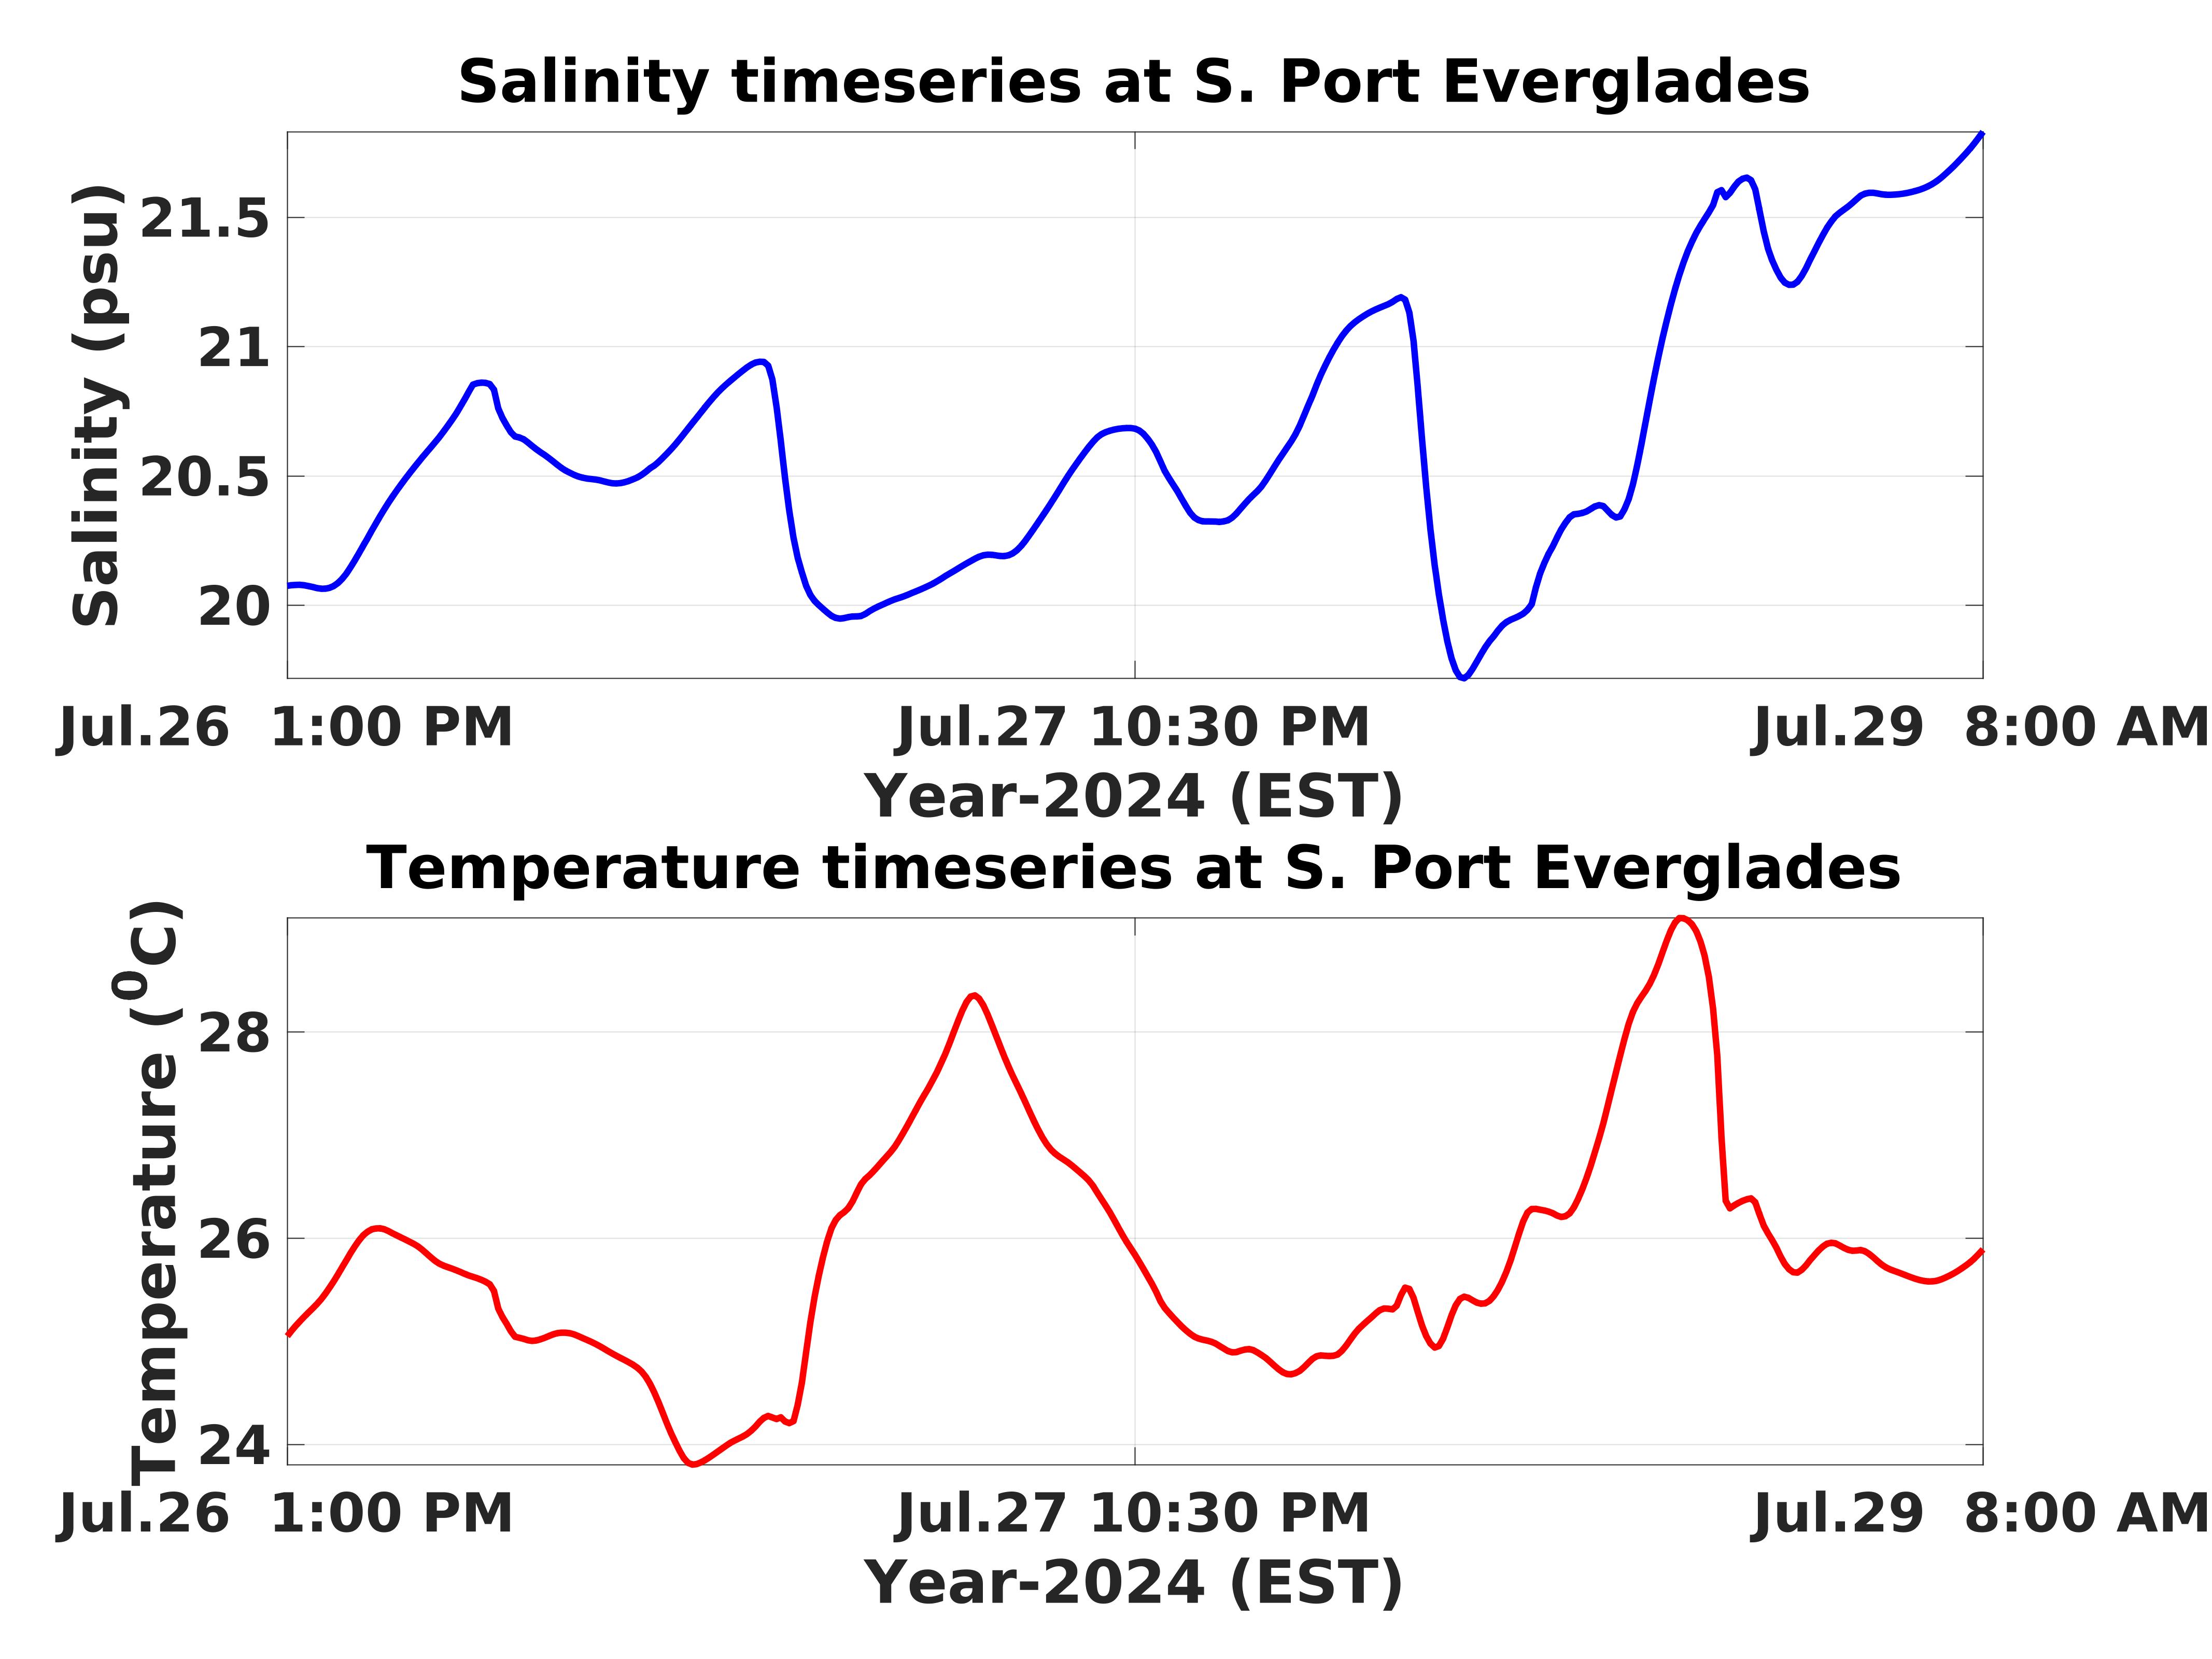 Salinity timeseries at S. Port Everglades
Salinity (psu)
21.5
21
20.5
20
Jul.26  1:00 PM Jul.27 10:30 PM Jul.29  8:00 AM
Year-2024 (EST)
Temperature timeseries at S. Port Everglades
Temperature (⁰C)
28
26
24
Jul.26  1:00 PM Jul.27 10:30 PM Jul.29  8:00 AM
Year-2024 (EST)